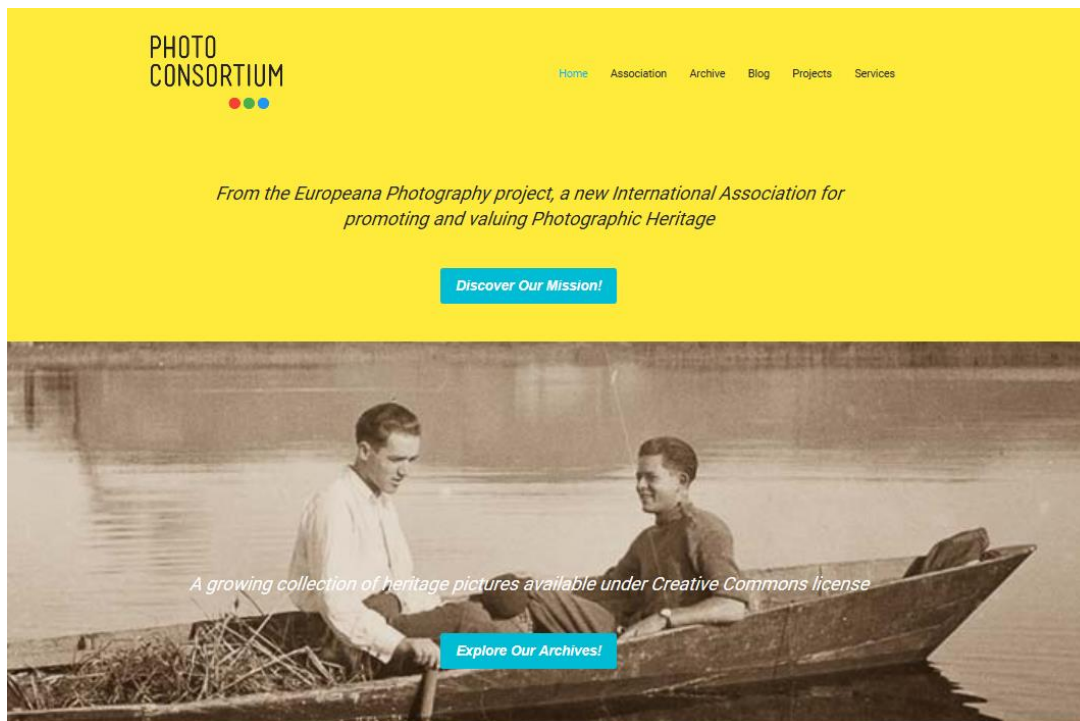 PHOTO
CONSORTIUM
Home Association Archive Blog Projects Services
From the Europeana Photography project, a new International Association for
promoting and valuing Photographic Heritage
Discover Our Mission!
A growing collection of heritage pictures available under Creative Commons license
Explore Our Archives!